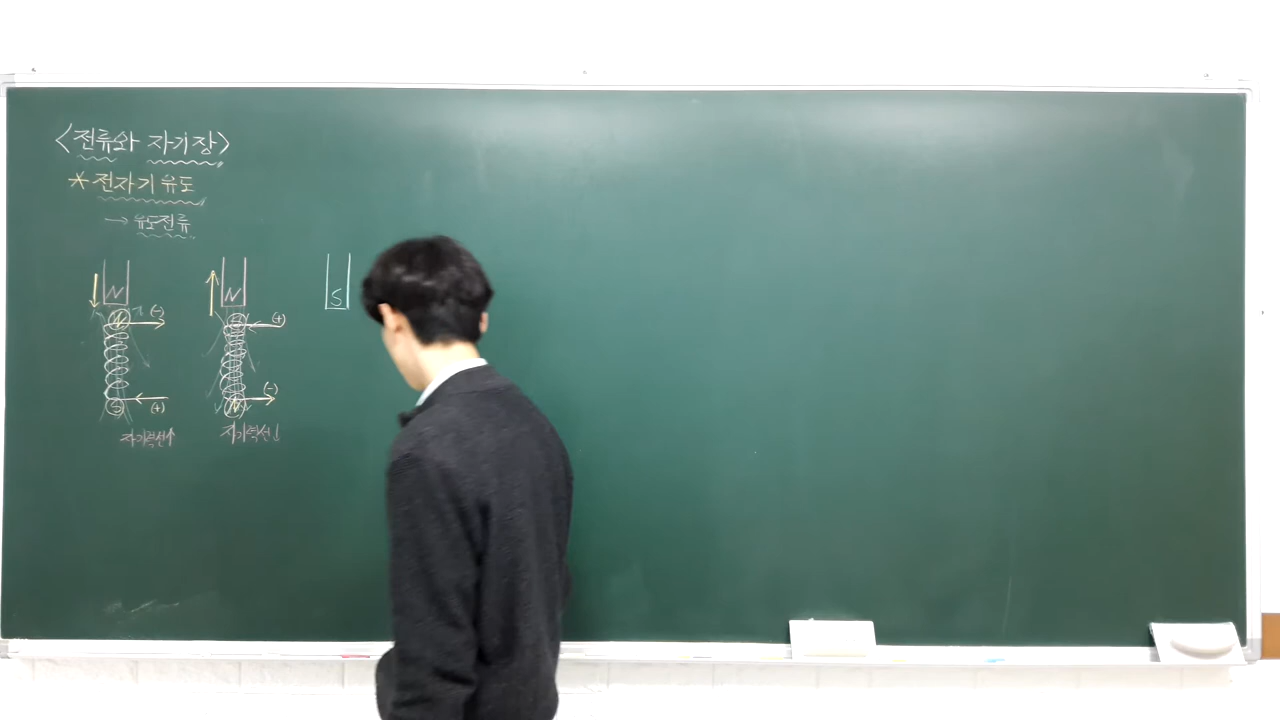 <전류와 자기장>
* 전자기 유도
→ 유도전류
N
N
S
(-)
(+)
N
S
(+)
(-)
S
N
자기력선↑
자기력선↓